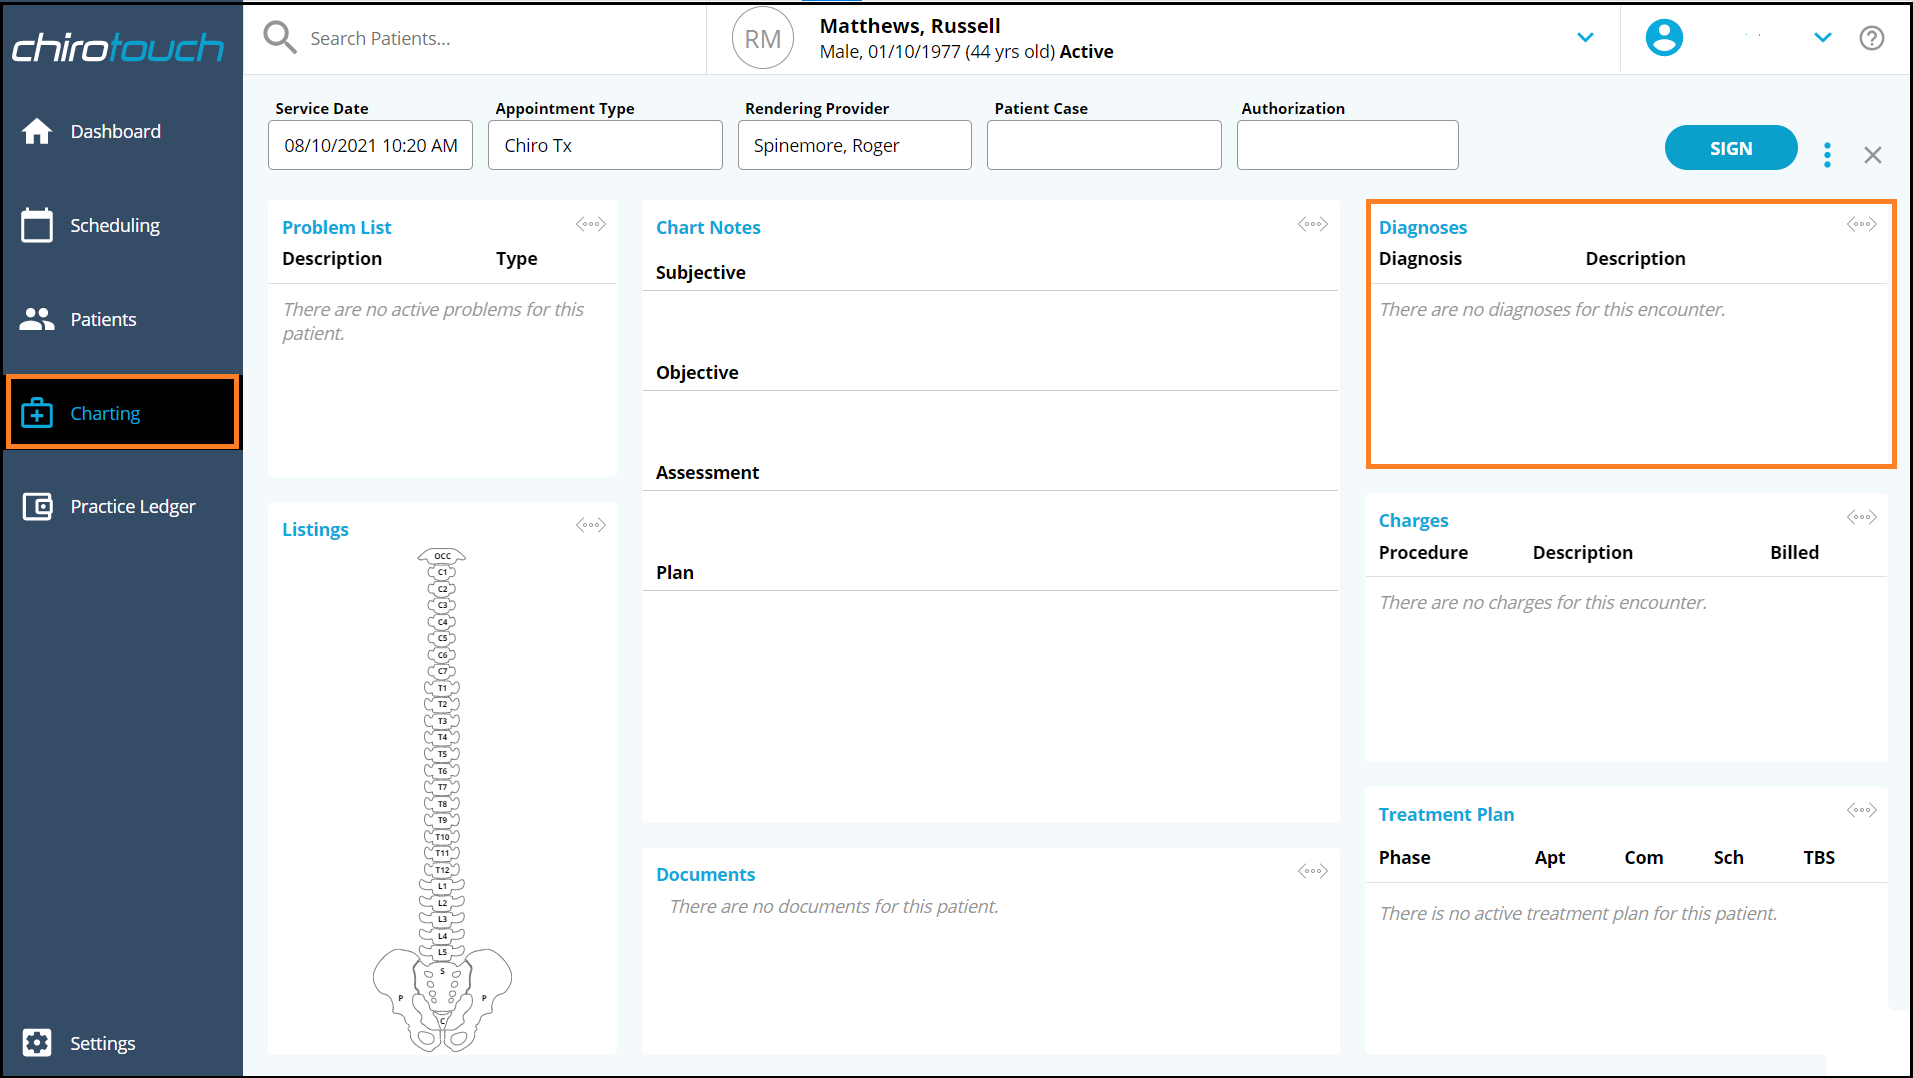 chirotouch
Search Patients...
RM
Matthews, Russell
Male, 01/10/1977 (44 yrs old) Active
Dashboard
Scheduling
Patients
Charting
Practice Ledger
Settings
Service Date
08/10/2021 10:20 AM
Appointment Type
Chiro Tx
Rendering Provider
Spinemore, Roger
Patient Case
Authorization
SIGN
Problem List
Description Type
There are no active problems for this
patient.
Listings
OCC
C1
C2
C3
C4
C5
C6
C7
T1
T2
T3
T4
T5
T6
T7
T8
T9
T10
T11
T12
L1
L2
L3
L4
L5
S
P P
C
Chart Notes
Subjective
Objective
Assessment
Plan
Documents
There are no documents for this patient.
Diagnoses
Diagnosis Description
There are no diagnoses for this encounter.
Charges
Procedure Description Billed
There are no charges for this encounter.
Treatment Plan
Phase Apt Com Sch TBS
There is no active treatment plan for this patient.